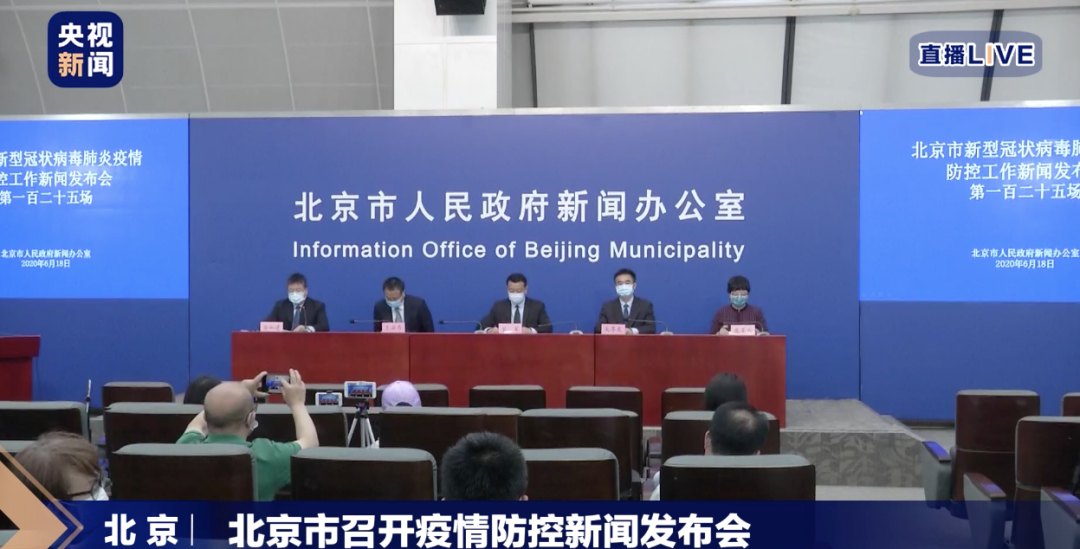 央视
新闻
直播LIVE
新型冠状病毒肺炎疫情
控工作新闻发布会
第一百二十五场
北京市人民政府新闻办公室
2020年6月18日
北京市人民政府新闻办公室
Information Office of Beijing Municipality
北京市新型冠状病毒肺
防控工作新闻发布
第一百二十五场
北京市人民政府新闻办公室
2020年6月18日
北京
北京市召开疫情防控新闻发布会